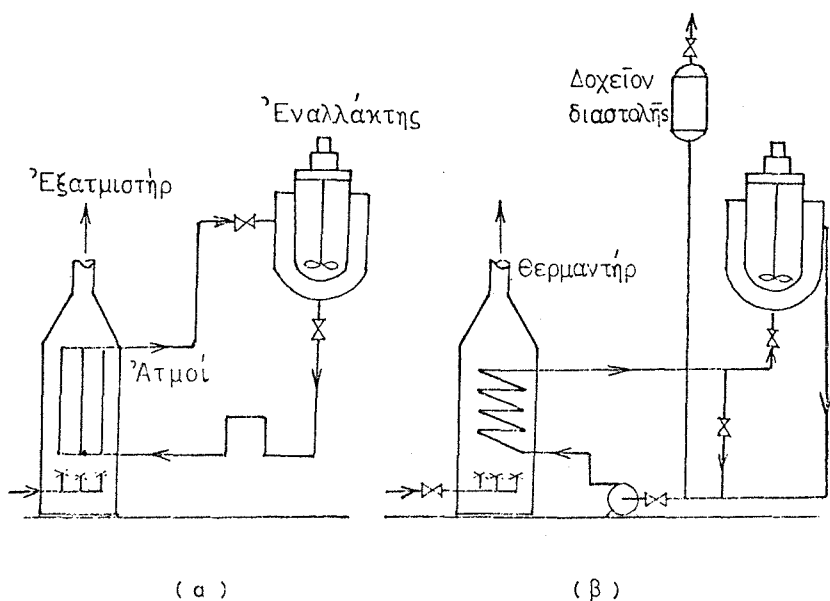 Δοχεῖον
διαστολῆς
Ἐναλλάκτης
Ἐξατμιστήρ
Θερμαντήρ
Ἀτμοί
(α)
(β)